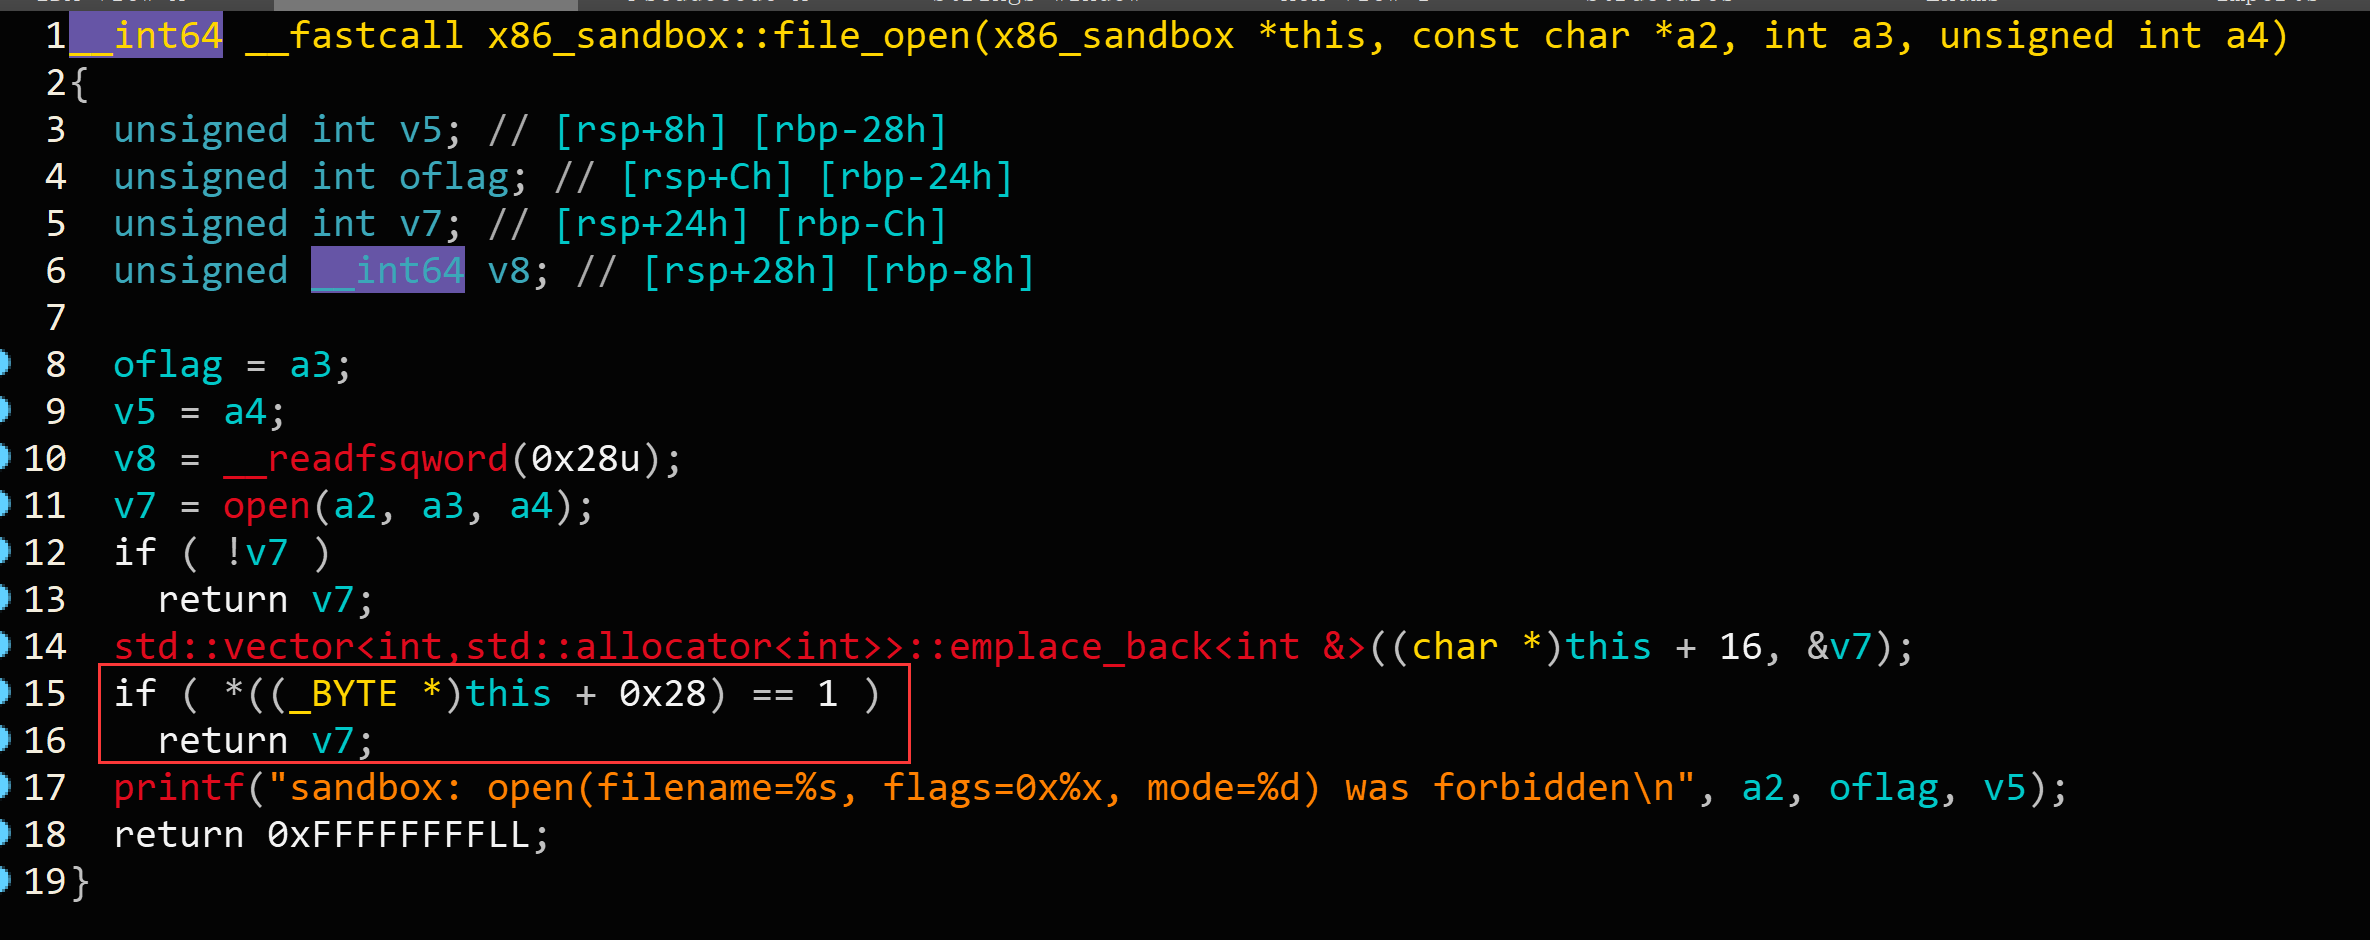 1__int64 __fastcall x86_sandbox::file_open(x86_sandbox *this, const char *a2, int a3, unsigned int a4)
2{
3  unsigned int v5; // [rsp+8h] [rbp-28h]
4  unsigned int oflag; // [rsp+Ch] [rbp-24h]
5  unsigned int v7; // [rsp+24h] [rbp-Ch]
6  unsigned __int64 v8; // [rsp+28h] [rbp-8h]
7
8  oflag = a3;
9  v5 = a4;
10  v8 = __readfsqword(0x28u);
11  v7 = open(a2, a3, a4);
12  if ( !v7 )
13    return v7;
14  std::vector<int,std::allocator<int>>::emplace_back<int &>((char *)this + 16, &v7);
15  if ( *((_BYTE *)this + 0x28) == 1 )
16    return v7;
17  printf("sandbox: open(filename=%s, flags=0x%x, mode=%d) was forbidden\n", a2, oflag, v5);
18  return 0xFFFFFFFFLL;
19}